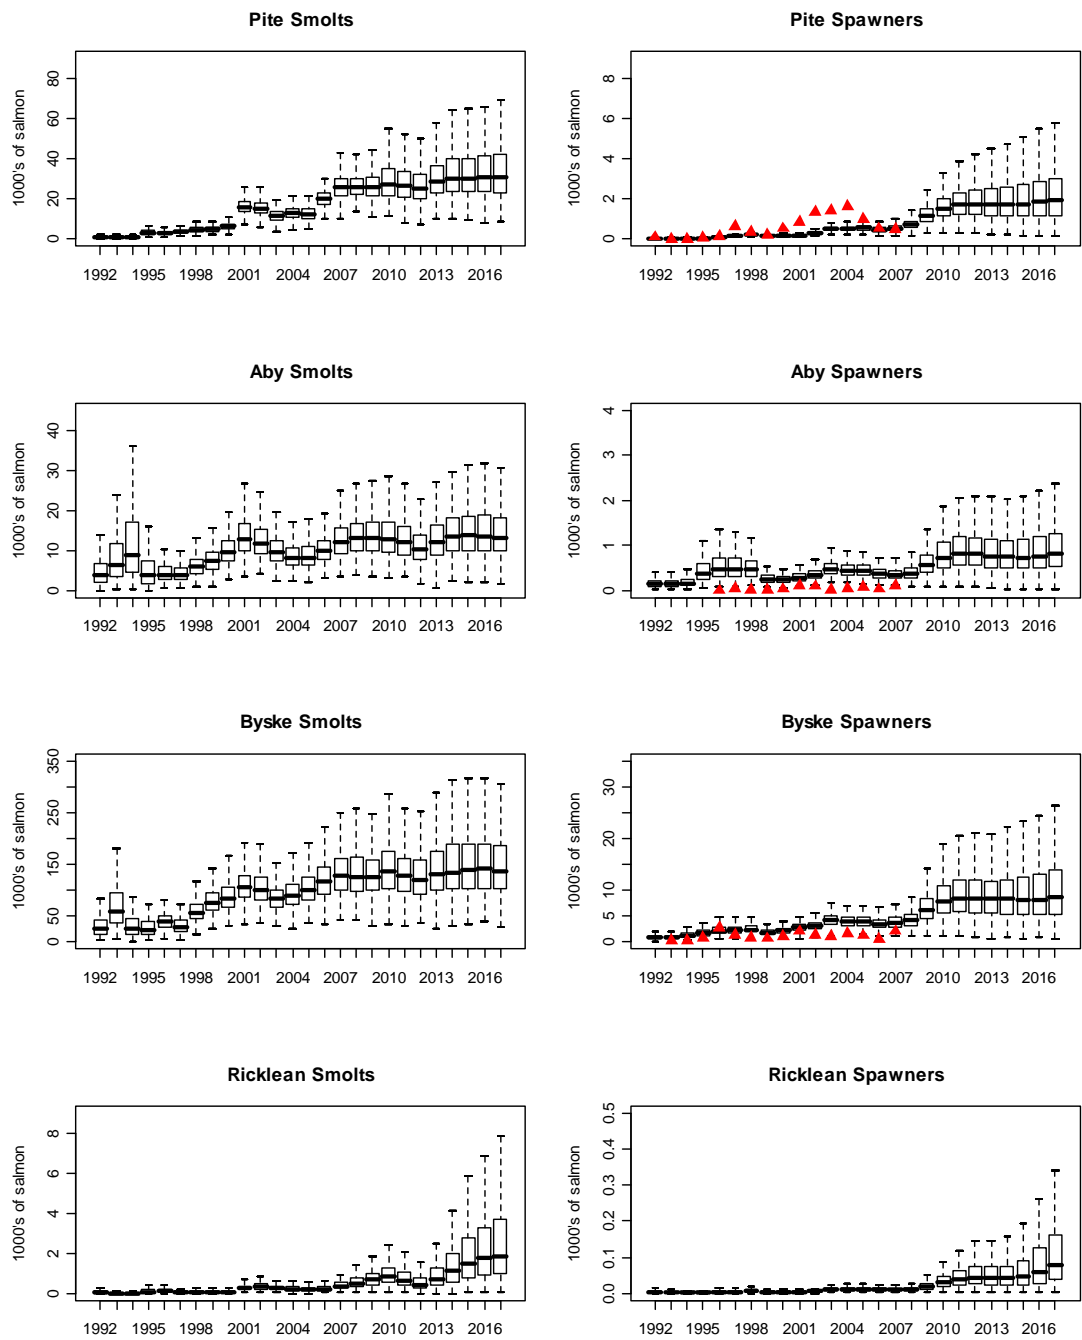 Pite Smolts
1000's of salmon
0 20 40 60 80
1992 1995 1998 2001 2004 2007 2010 2013 2016
Pite Spawners
1000's of salmon
0 2 4 6 8
1992 1995 1998 2001 2004 2007 2010 2013 2016
Aby Smolts
1000's of salmon
0 10 20 30 40
1992 1995 1998 2001 2004 2007 2010 2013 2016
Aby Spawners
1000's of salmon
0 1 2 3 4
1992 1995 1998 2001 2004 2007 2010 2013 2016
Byske Smolts
1000's of salmon
0 50 150 250 350
1992 1995 1998 2001 2004 2007 2010 2013 2016
Byske Spawners
1000's of salmon
0 5 10 20 30
1992 1995 1998 2001 2004 2007 2010 2013 2016
Ricklean Smolts
1000's of salmon
0 2 4 6 8
1992 1995 1998 2001 2004 2007 2010 2013 2016
Ricklean Spawners
1000's of salmon
0.0 0.1 0.2 0.3 0.4 0.5
1992 1995 1998 2001 2004 2007 2010 2013 2016